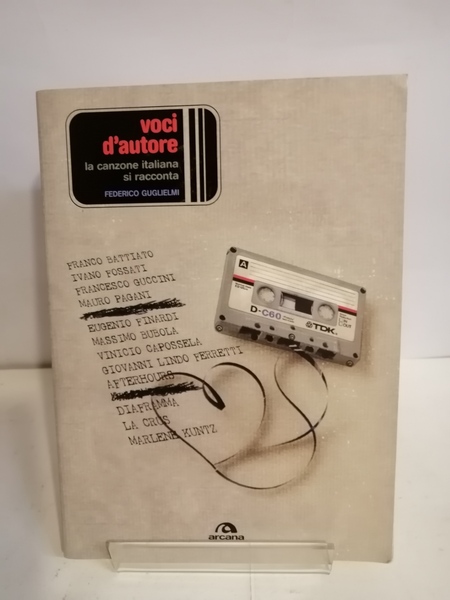 voci
d'autore
la canzone italiana
si racconta
FEDERICO GUGLIELMI
FRANCO BATTIATO
IVANO FOSSATI
FRANCESCO GUCCINI
MAURO PAGANI
EUGENIO FINARDI
MASSIMO BUBOLA
VINICIO CAPOSSELA
GIOVANNI LINDO FERRETTI
AFTERHOURS
DIAFRAMMA
LA CRUS
MARLENE KUNTZ
A
D-C60
TDK
arcana